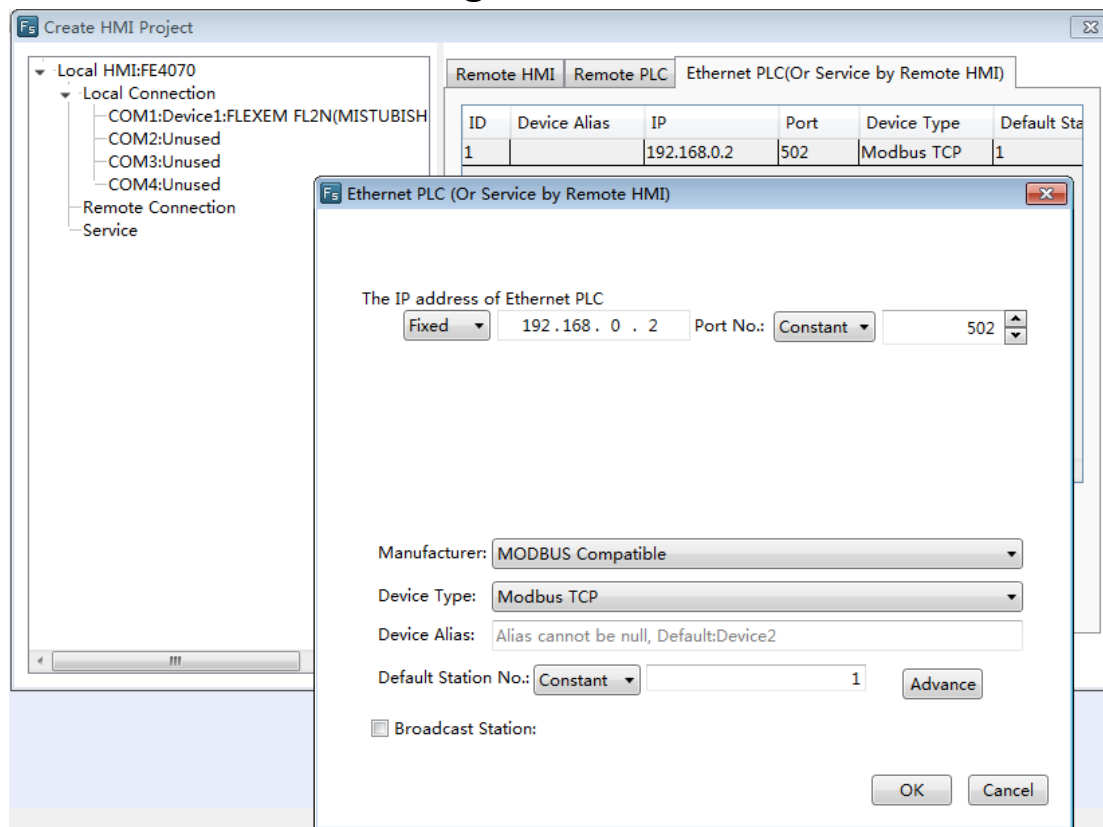 Fs Create HMI Project
Local HMI:FE4070
Local Connection
COM1:Device1:FLEXEM FL2N(MISTUBISH
COM2:Unused
COM3:Unused
COM4:Unused
Remote Connection
Service
Remote HMI Remote PLC Ethernet PLC(Or Service by Remote HMI)
ID Device Alias IP Port Device Type Default Sta
1 192.168.0.2 502 Modbus TCP 1
Fs Ethernet PLC (Or Service by Remote HMI)
The IP address of Ethernet PLC
Fixed 192.168. 0 . 2 Port No.: Constant 502
Manufacturer: MODBUS Compatible
Device Type: Modbus TCP
Device Alias: Alias cannot be null, Default:Device2
Default Station No.: Constant 1 Advance
Broadcast Station:
OK Cancel